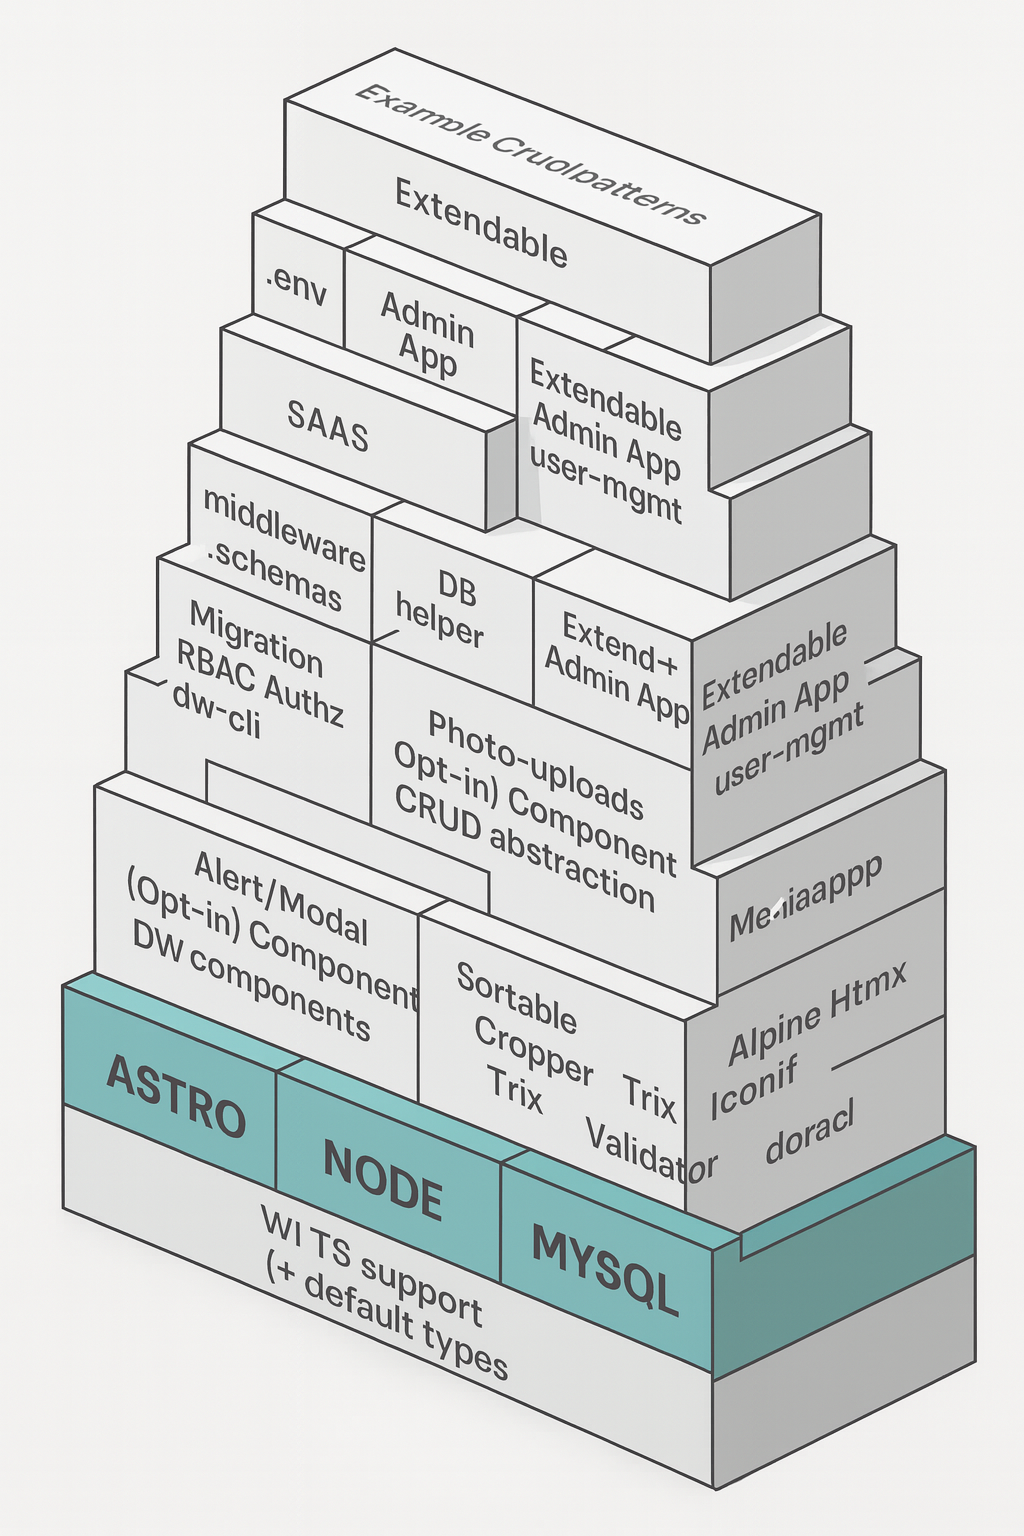 Example Cruolpatterns
Extendable
.env
Admin
App
Extendable
Admin App
user-mgmt
SAAS
middleware
.schemas
DB
helper
Extend+
Admin App
Extendable
Admin App
user-mgmt
Migration
RBAC Authz
dw-cli
Photo-uploads
Opt-in) Component
CRUD abstraction
Alert/Modal
(Opt-in) Component
DW components
Sortable
Cropper
Trix
Trix
Validator
Alpine Htmx
Iconif
doracl
ASTRO
NODE
MYSQL
WI TS support
(+ default types